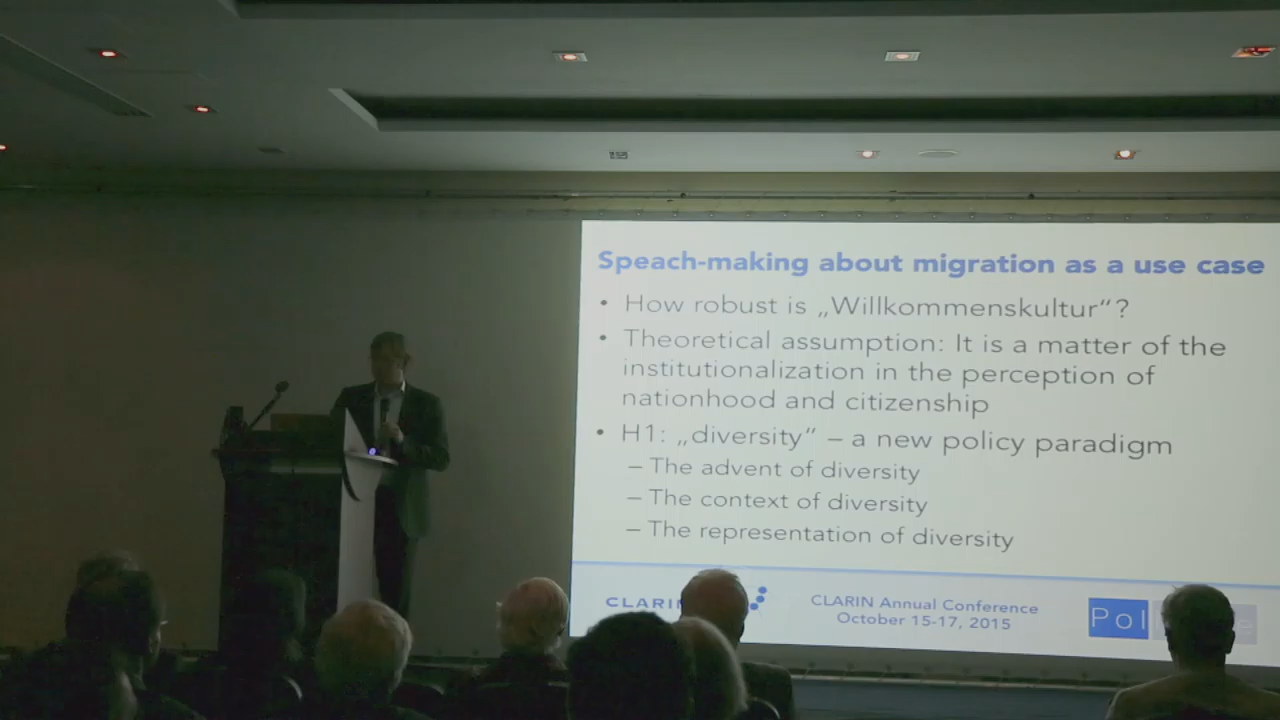 Speach-making about migration as a use case
• How robust is „Willkommenskultur"?
• Theoretical assumption: It is a matter of the
institutionalization in the perception of
nationhood and citizenship
• H1: „diversity" – a new policy paradigm
– The advent of diversity
– The context of diversity
– The representation of diversity
CLARIN Annual Conference
October 15-17, 2015
Pol